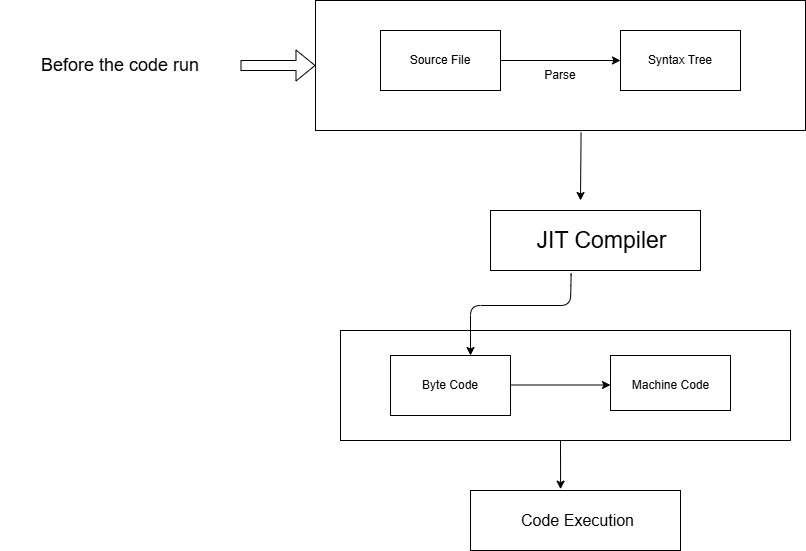 Before the code run
Source File
Parse
Syntax Tree
JIT Compiler
Byte Code
Machine Code
Code Execution